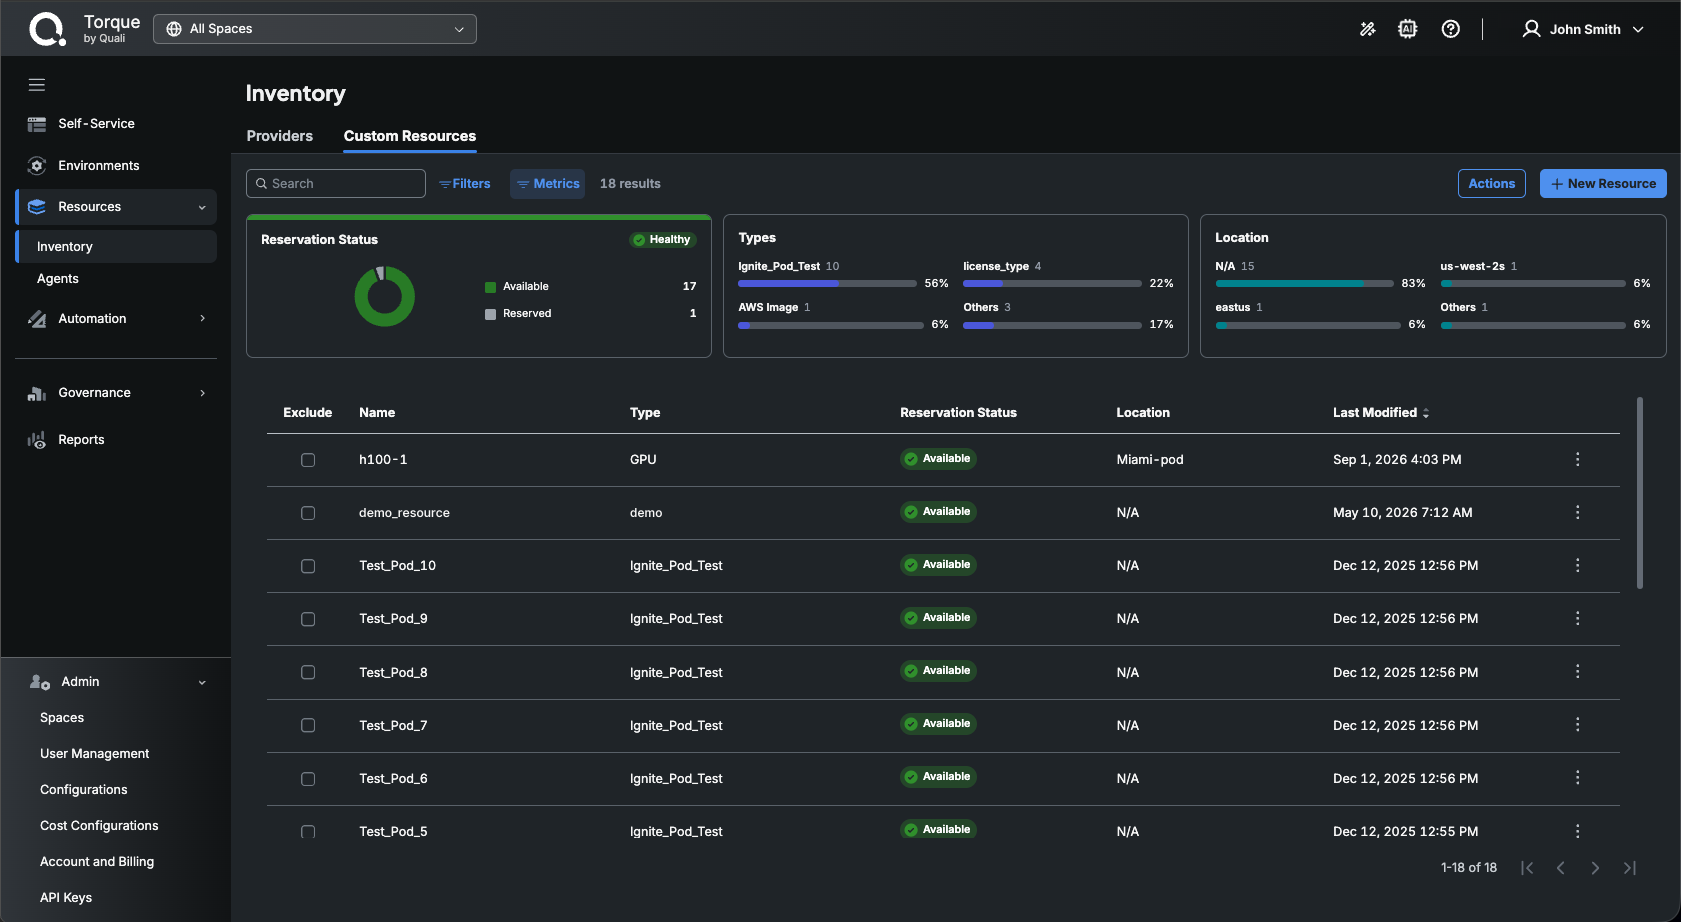 Torque
by Quali
All Spaces
AI
John Smith
Self-Service
Environments
Resources
Inventory
Agents
Automation
Governance
Reports
Admin
Spaces
User Management
Configurations
Cost Configurations
Account and Billing
API Keys
Inventory
Providers Custom Resources
Search Filters Metrics 18 results Actions + New Resource
Reservation Status Healthy
Available 17
Reserved 1
Types
Ignite_Pod_Test 10 56%
license_type 4 22%
AWS Image 1 6%
Others 3 17%
Location
N/A 15 83%
us-west-2s 1 6%
eastus 1 6%
Others 1 6%
Exclude Name Type Reservation Status Location Last Modified
h100-1 GPU Available Miami-pod Sep 1, 2026 4:03 PM
demo_resource demo Available N/A May 10, 2026 7:12 AM
Test_Pod_10 Ignite_Pod_Test Available N/A Dec 12, 2025 12:56 PM
Test_Pod_9 Ignite_Pod_Test Available N/A Dec 12, 2025 12:56 PM
Test_Pod_8 Ignite_Pod_Test Available N/A Dec 12, 2025 12:56 PM
Test_Pod_7 Ignite_Pod_Test Available N/A Dec 12, 2025 12:56 PM
Test_Pod_6 Ignite_Pod_Test Available N/A Dec 12, 2025 12:56 PM
Test_Pod_5 Ignite_Pod_Test Available N/A Dec 12, 2025 12:55 PM
1-18 of 18